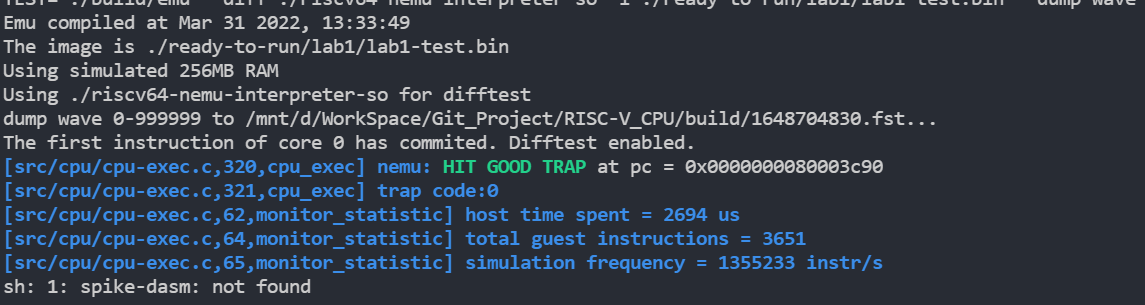 TEST= ./build/emu --diff ./riscv64-nemu-interpreter-so -i ./ready-to-run/lab1/lab1-test.bin --dump wave
Emu compiled at Mar 31 2022, 13:33:49
The image is ./ready-to-run/lab1/lab1-test.bin
Using simulated 256MB RAM
Using ./riscv64-nemu-interpreter-so for difftest
dump wave 0-999999 to /mnt/d/WorkSpace/Git_Project/RISC-V_CPU/build/1648704830.fst...
The first instruction of core 0 has commited. Difftest enabled.
[src/cpu/cpu-exec.c,320,cpu_exec] nemu: HIT GOOD TRAP at pc = 0x0000000080003c90
[src/cpu/cpu-exec.c,321,cpu_exec] trap code:0
[src/cpu/cpu-exec.c,62,monitor_statistic] host time spent = 2694 us
[src/cpu/cpu-exec.c,64,monitor_statistic] total guest instructions = 3651
[src/cpu/cpu-exec.c,65,monitor_statistic] simulation frequency = 1355233 instr/s
sh: 1: spike-dasm: not found